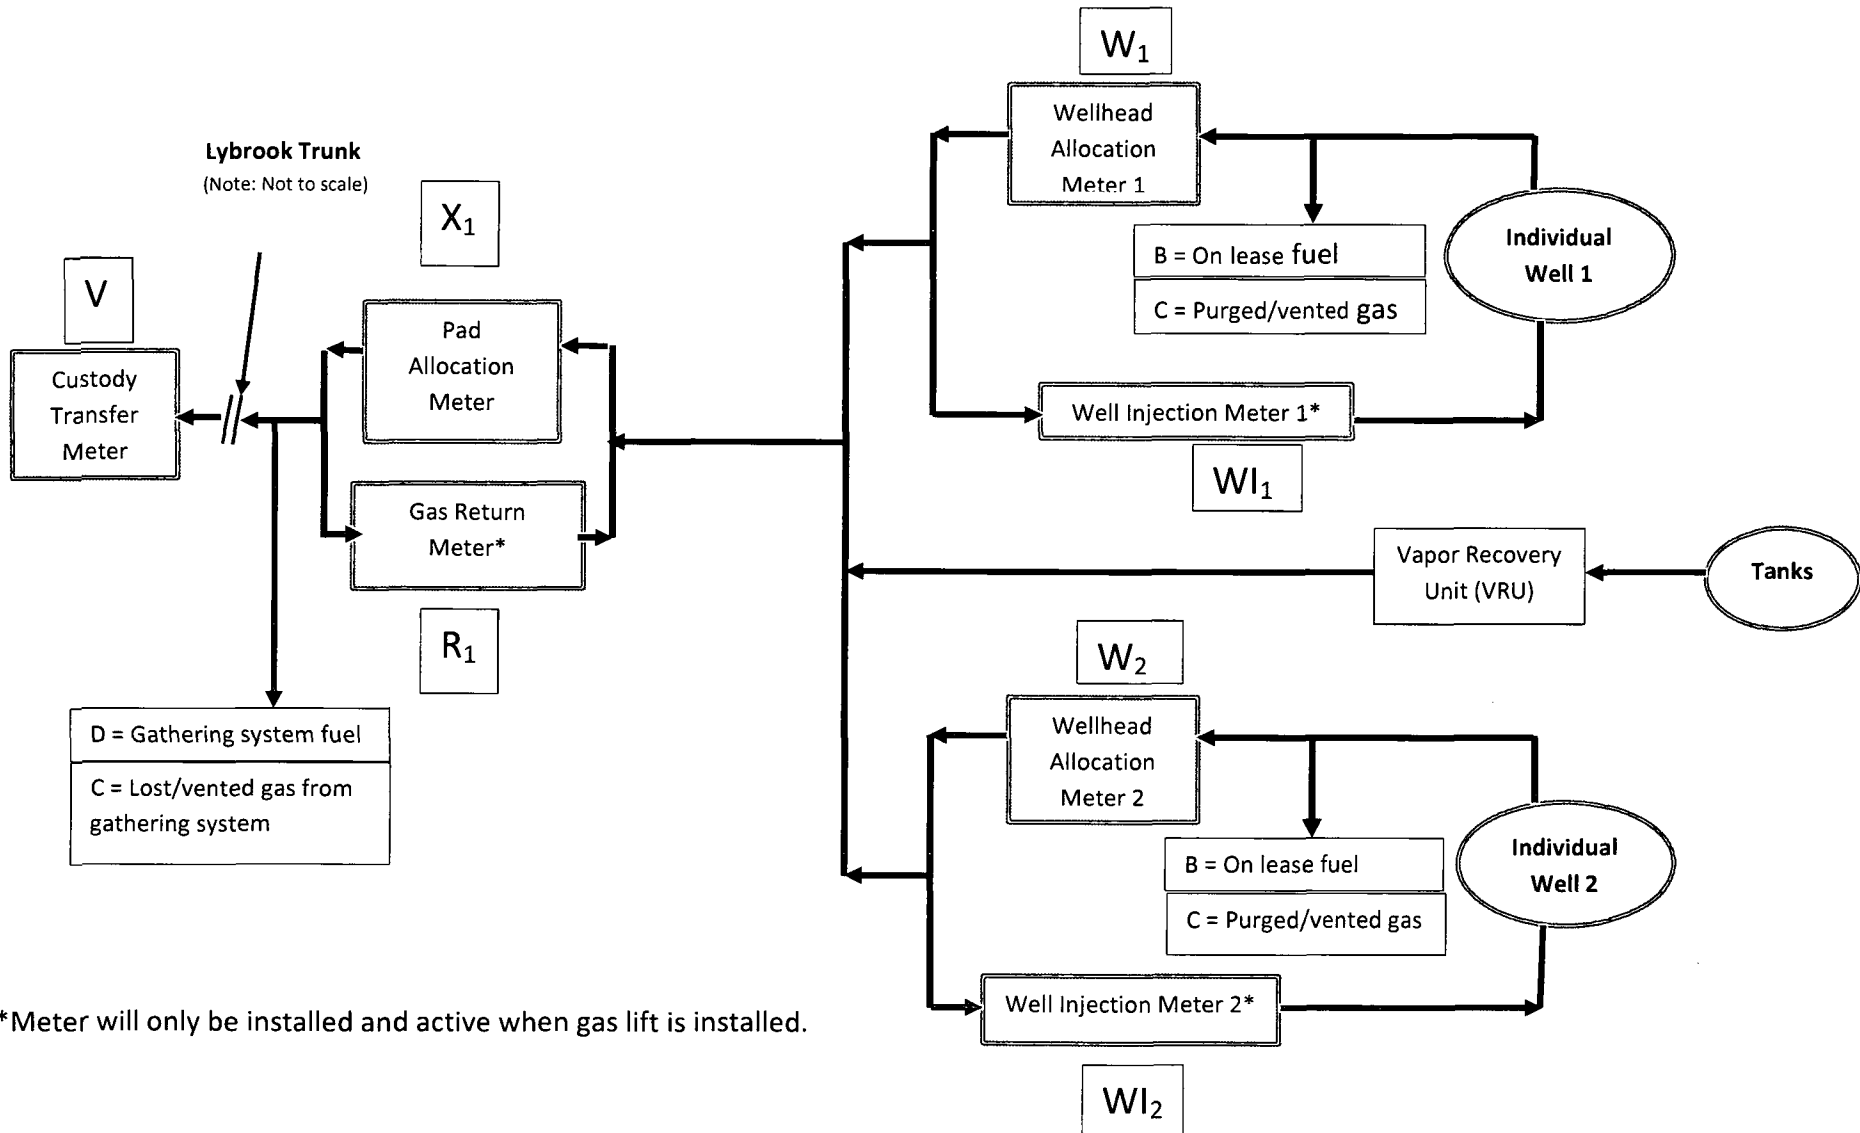 W₁
Wellhead
Allocation
Meter 1
Lybrook Trunk
(Note: Not to scale)
X₁
B = On lease fuel
C = Purged/vented gas
Individual
Well 1
V
Custody
Transfer
Meter
Pad
Allocation
Meter
Well Injection Meter 1*
WI₁
Gas Return
Meter*
R₁
Vapor Recovery
Unit (VRU)
Tanks
W₂
Wellhead
Allocation
Meter 2
D = Gathering system fuel
C = Lost/vented gas from
gathering system
B = On lease fuel
C = Purged/vented gas
Individual
Well 2
Well Injection Meter 2*
WI₂
*Meter will only be installed and active when gas lift is installed.